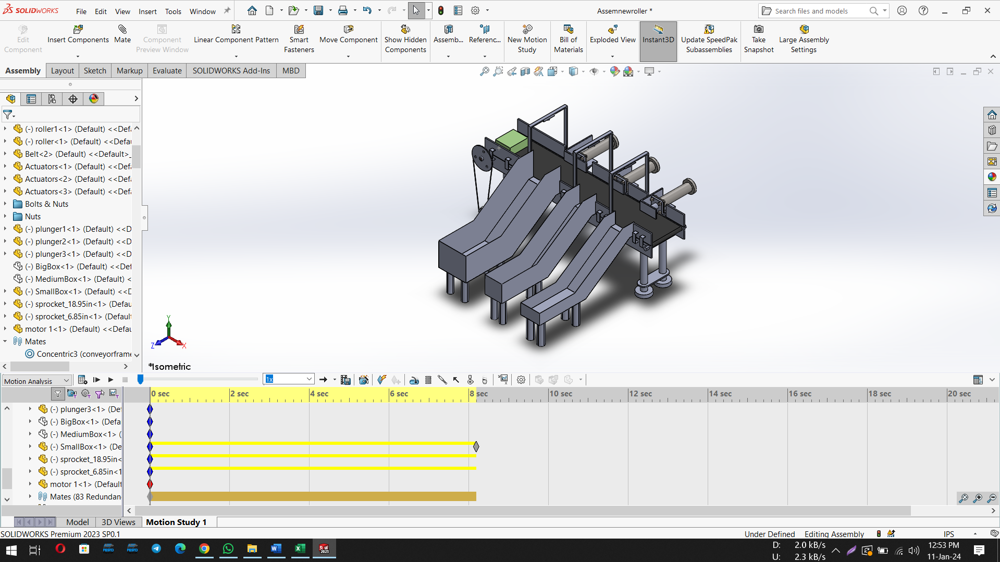 SOLIDWORKS File Edit View Insert Tools Window Assemnewroller * Search files and models
Edit Component
Insert Components
Mate
Component Preview Window
Linear Component Pattern
Smart Fasteners
Move Component
Show Hidden Components
Assemb...
Referenc...
New Motion Study
Bill of Materials
Exploded View
Instant3D
Update SpeedPak Subassemblies
Take Snapshot
Large Assembly Settings
Assembly Layout Sketch Markup Evaluate SOLIDWORKS Add-Ins MBD
(-) roller1<1> (Default) <<Defa
(-) roller<1> (Default) <<Defau
Belt<2> (Default) <<Default>_
Actuators<1> (Default) <<Def
Actuators<2> (Default) <<Def
Actuators<3> (Default) <<Def
Bolts & Nuts
Nuts
(-) plunger1<1> (Default) <<D
(-) plunger2<1> (Default) <<D
(-) plunger3<1> (Default) <<D
(-) BigBox<1> (Default) <<Def
(-) MediumBox<1> (Default) <
(-) SmallBox<1> (Default) <<D
(-) sprocket_18.95in<1> (Defau
(-) sprocket_6.85in<1> (Default
motor 1<1> (Default) <<Defau
Mates
Concentric3 (conveyorframe
Y
Z X
*Isometric
Motion Analysis 1x
0 sec 2 sec 4 sec 6 sec 8 sec 10 sec 12 sec 14 sec 16 sec 18 sec 20 sec
(-) plunger3<1> (De
(-) BigBox<1> (Defa
(-) MediumBox<1> (
(-) SmallBox<1> (De
(-) sprocket_18.95in<
(-) sprocket_6.85in<1
motor 1<1> (Default
Mates (83 Redundan
Model 3D Views Motion Study 1
SOLIDWORKS Premium 2023 SP0.1 Under Defined Editing Assembly IPS
FESTO FESTO SW 2023
D: 2.0 kB/s 12:53 PM
U: 2.3 kB/s 11-Jan-24